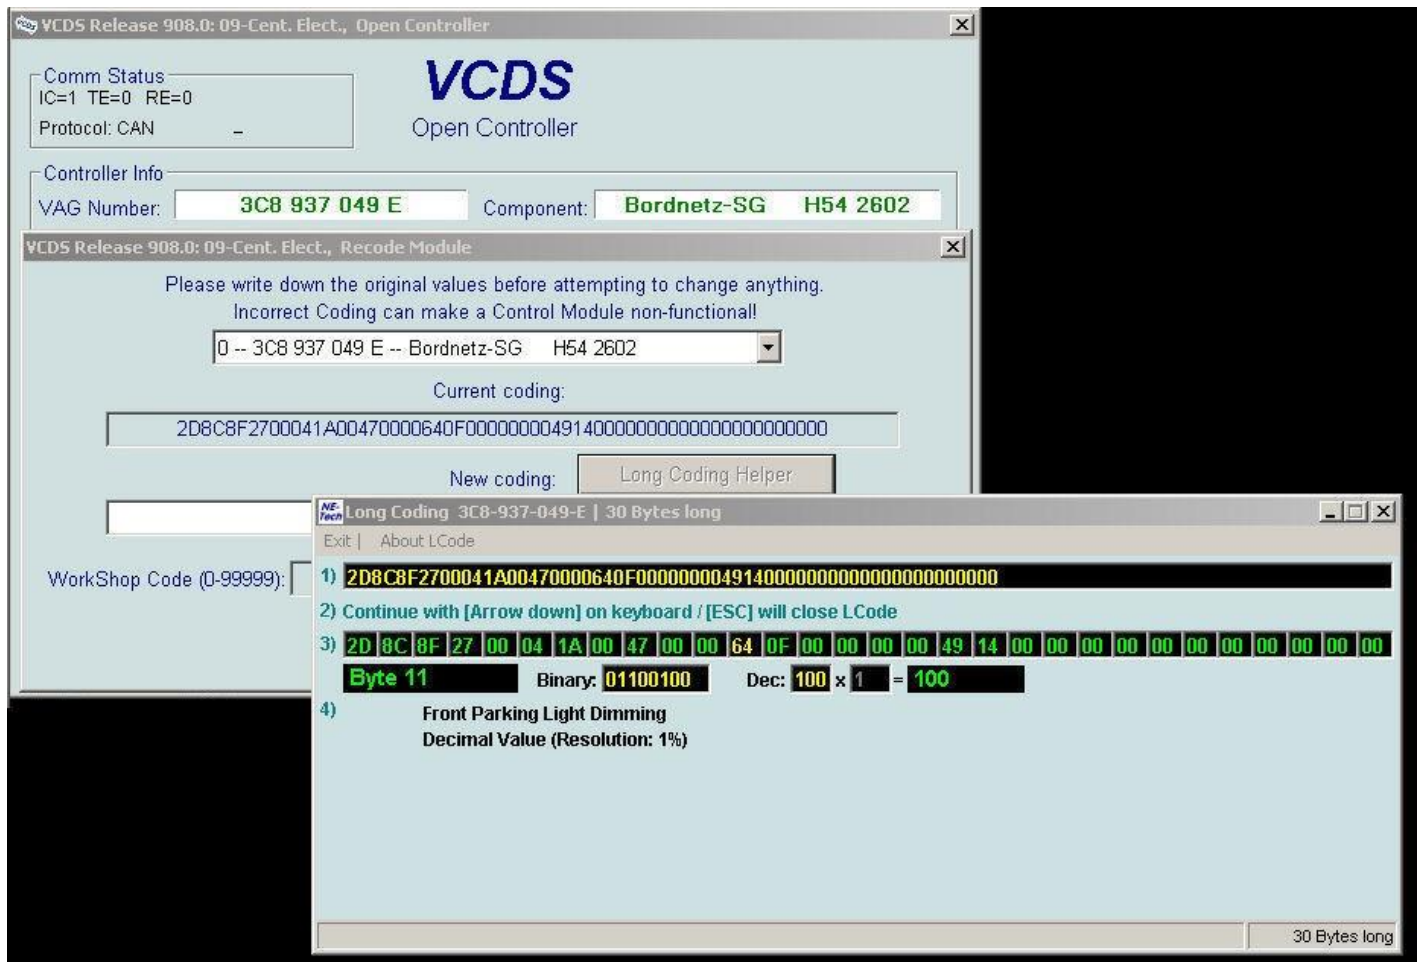 VCDS Release 908.0: 09-Cent. Elect., Open Controller
Comm Status
IC=1 TE=0 RE=0
Protocol: CAN
VCDS
Open Controller
Controller Info
VAG Number: 3C8 937 049 E Component: Bordnetz-SG H54 2602
VCDS Release 908.0: 09-Cent. Elect., Recode Module
Please write down the original values before attempting to change anything.
Incorrect Coding can make a Control Module non-functional!
0 -- 3C8 937 049 E -- Bordnetz-SG H54 2602
Current coding:
2D8C8F2700041A00470000640F0000000049140000000000000000000000
New coding: Long Coding Helper
WorkShop Code (0-99999):
NE-Tech Long Coding 3C8-937-049-E | 30 Bytes long
Exit | About LCode
1) 2D8C8F2700041A00470000640F0000000049140000000000000000000000
2) Continue with [Arrow down] on keyboard / [ESC] will close LCode
3) 2D 8C 8F 27 00 04 1A 00 47 00 00 64 0F 00 00 00 00 49 14 00 00 00 00 00 00 00 00 00 00 00
Byte 11 Binary: 01100100 Dec: 100 x 1 = 100
4) Front Parking Light Dimming
Decimal Value (Resolution: 1%)
30 Bytes long